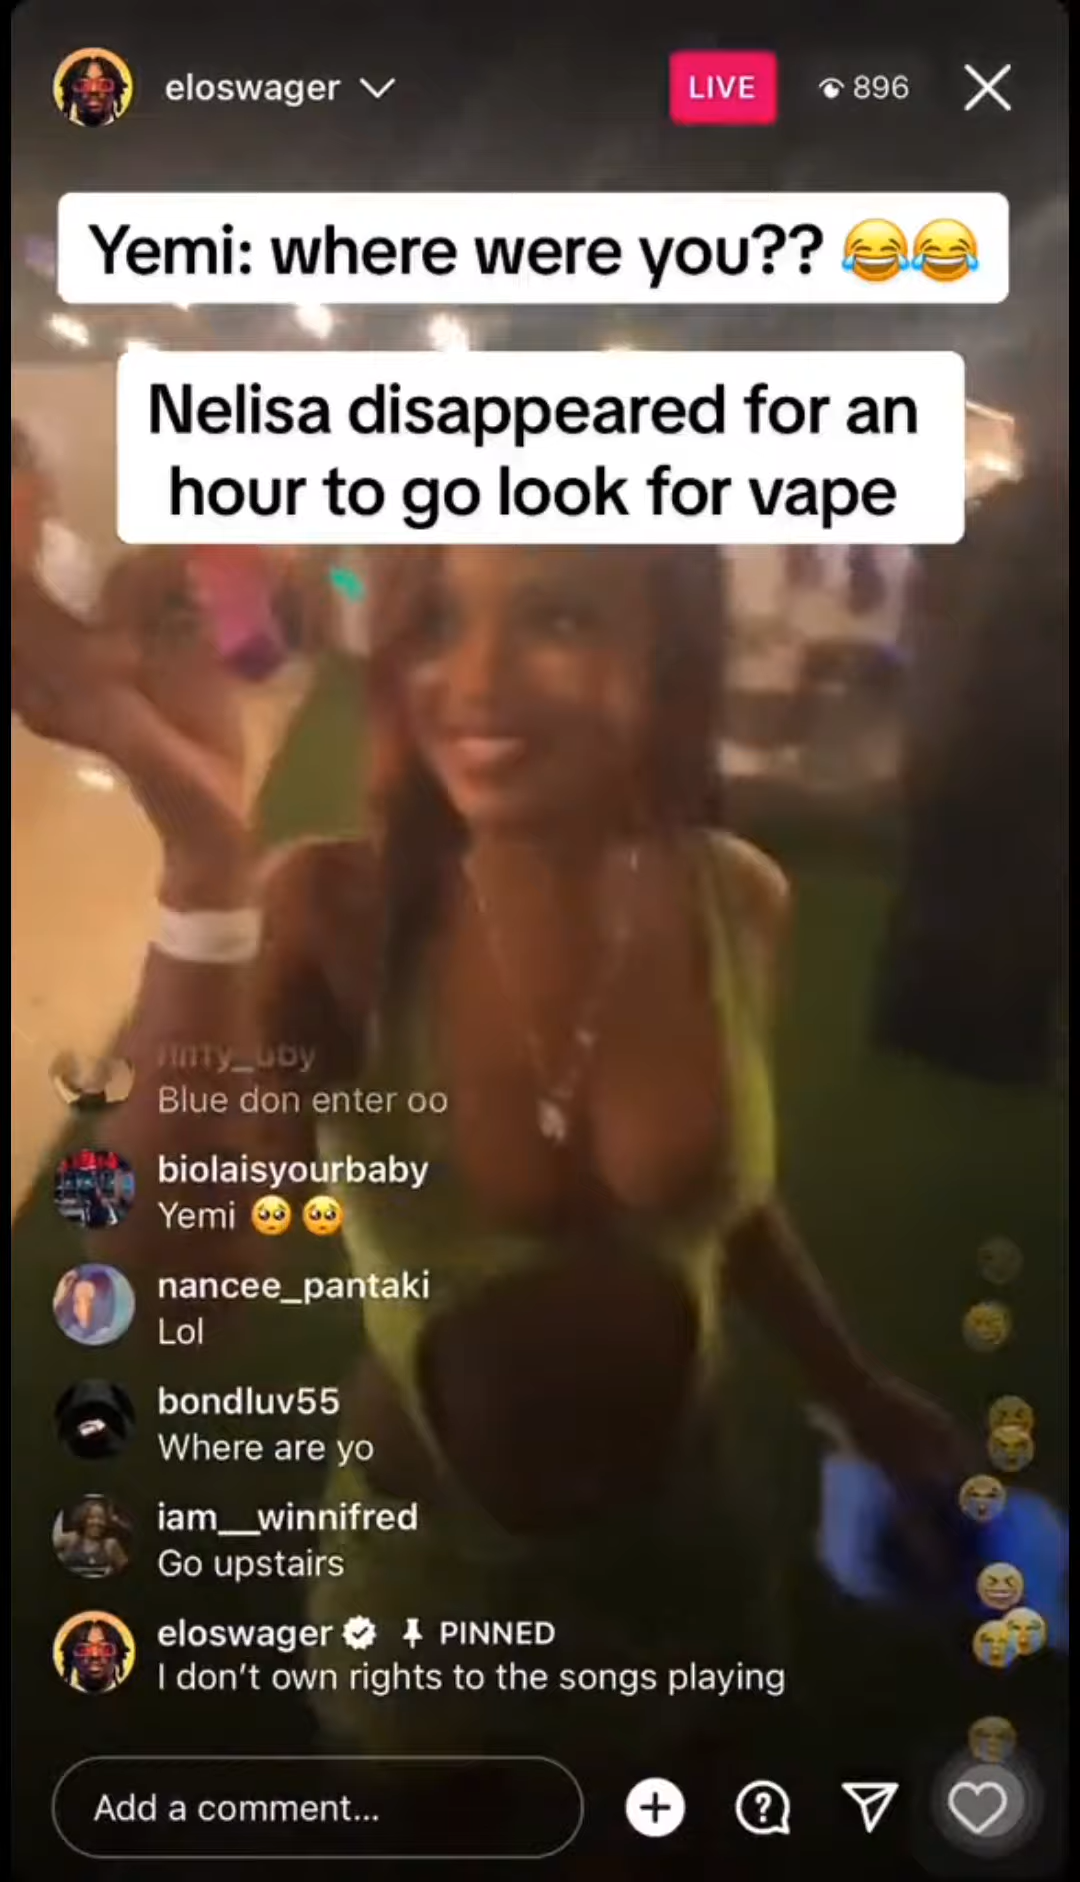 eloswager
LIVE
896
Yemi: where were you?? 😂😂
Nelisa disappeared for an
hour to go look for vape
Blue don enter oo
biolaisyourbaby
Yemi 🥺 🥺
nancee_pantaki
Lol
bondluv55
Where are yo
iam__winnifred
Go upstairs
eloswager PINNED
I don't own rights to the songs playing
Add a comment...